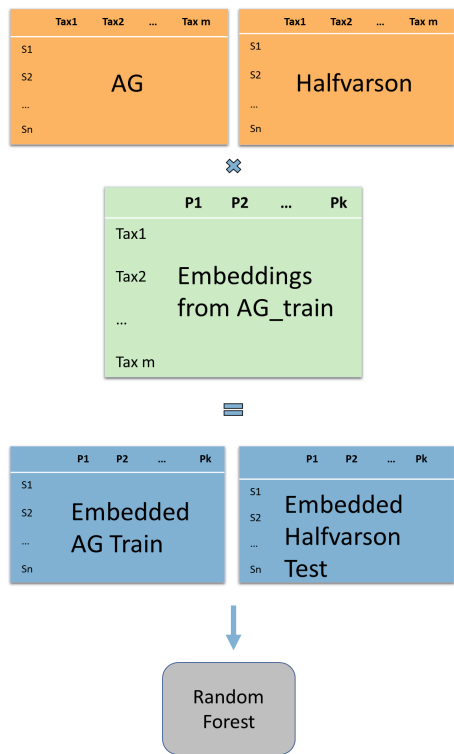 Tax1 Tax2 ... Tax m
S1
S2
...
Sn
AG
Tax1 Tax2 ... Tax m
S1
S2
...
Sn
Halfvarson
P1 P2 ... Pk
Tax1
Tax2
...
Tax m
Embeddings
from AG_train
P1 P2 ... Pk
S1
S2
...
Sn
Embedded
AG Train
P1 P2 ... Pk
S1
S2
...
Sn
Embedded
Halfvarson
Test
Random
Forest